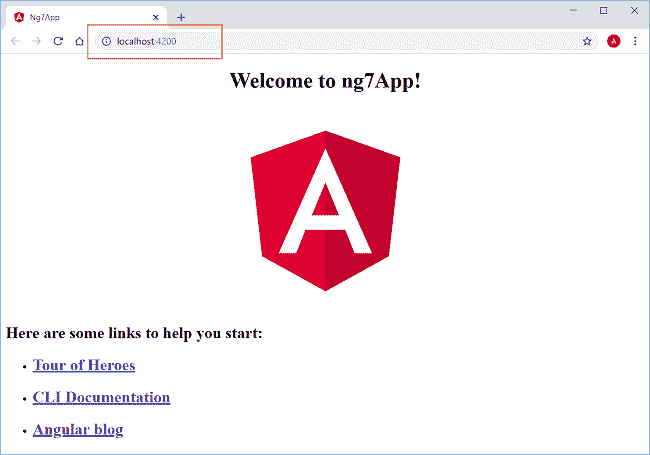 Ng7App
localhost:4200
A
Welcome to ng7App!
A
Here are some links to help you start:
Tour of Heroes
CLI Documentation
Angular blog